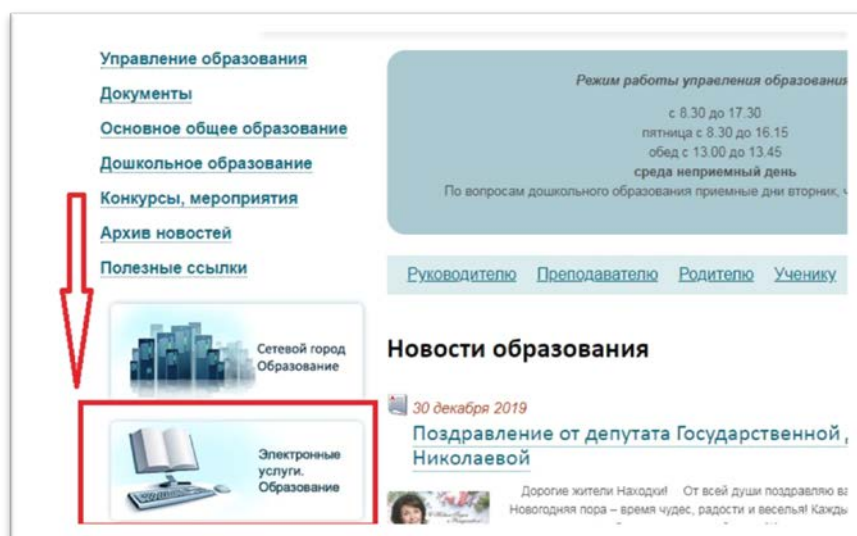 Управление образования
Документы
Основное общее образование
Дошкольное образование
Конкурсы, мероприятия
Архив новостей
Полезные ссылки
Сетевой город
Образование
Электронные
услуги.
Образование
Режим работы управления образования
с 8.30 до 17.30
пятница с 8.30 до 16.15
обед с 13.00 до 13.45
среда неприемный день
По вопросам дошкольного образования приемные дни вторник,
Руководителю Преподавателю Родителю Ученику
Новости образования
30 декабря 2019
Поздравление от депутата Государственной
Николаевой
Дорогие жители Находки! От всей души поздравляю
Новогодняя пора – время чудес, радости и веселья!